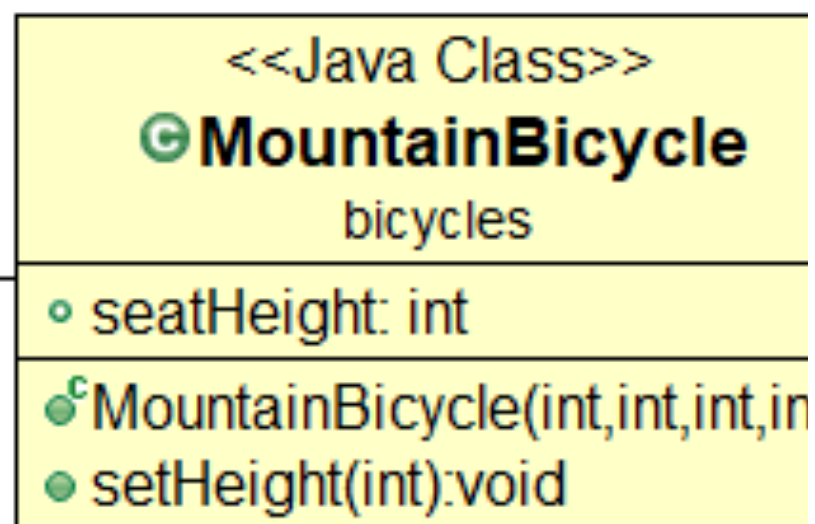 <<Java Class>>
MountainBicycle
bicycles
seatHeight: int
MountainBicycle(int,int,int,in
setHeight(int):void